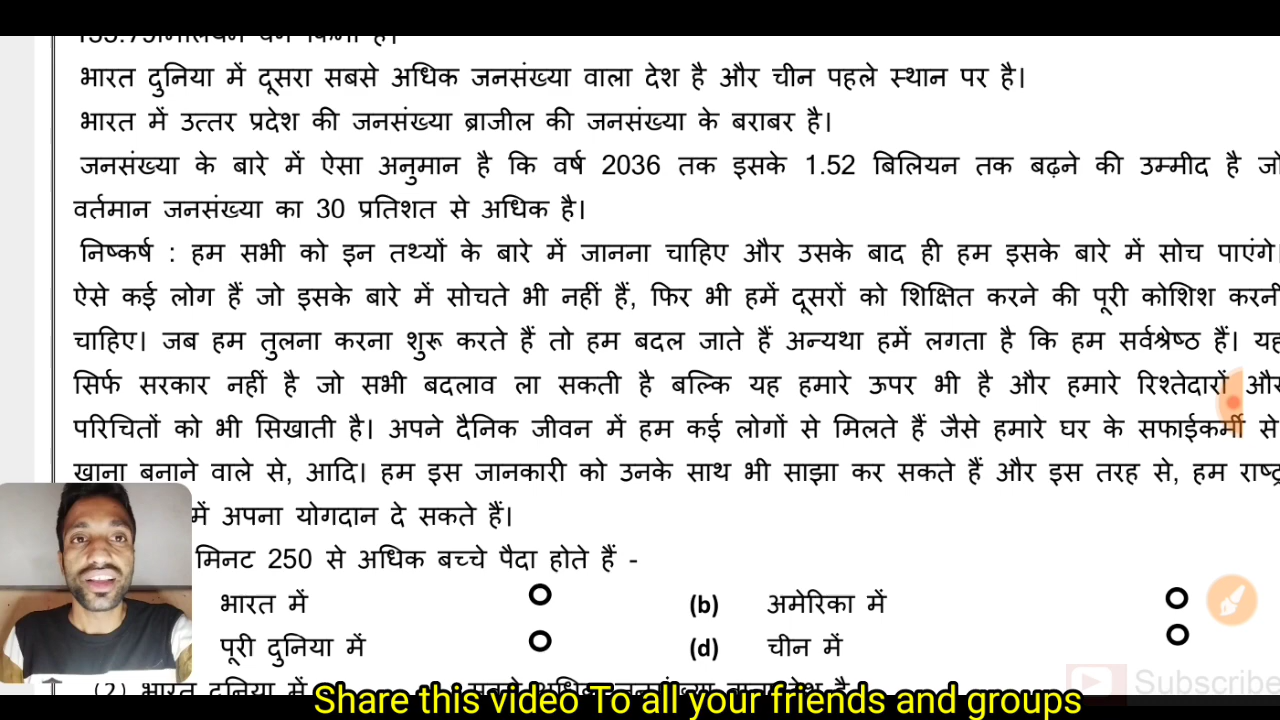 भारत दुनिया में दूसरा सबसे अधिक जनसंख्या वाला देश है और चीन पहले स्थान पर है।
भारत में उत्तर प्रदेश की जनसंख्या ब्राजील की जनसंख्या के बराबर है।
जनसंख्या के बारे में ऐसा अनुमान है कि वर्ष 2036 तक इसके 1.52 बिलियन तक बढ़ने की उम्मीद है जो
वर्तमान जनसंख्या का 30 प्रतिशत से अधिक है।
निष्कर्ष : हम सभी को इन तथ्यों के बारे में जानना चाहिए और उसके बाद ही हम इसके बारे में सोच पाएंगे।
ऐसे कई लोग हैं जो इसके बारे में सोचते भी नहीं हैं, फिर भी हमें दूसरों को शिक्षित करने की पूरी कोशिश करनी
चाहिए। जब हम तुलना करना शुरू करते हैं तो हम बदल जाते हैं अन्यथा हमें लगता है कि हम सर्वश्रेष्ठ हैं। यह
सिर्फ सरकार नहीं है जो सभी बदलाव ला सकती है बल्कि यह हमारे ऊपर भी है और हमारे रिश्तेदारों और
परिचितों को भी सिखाती है। अपने दैनिक जीवन में हम कई लोगों से मिलते हैं जैसे हमारे घर के सफाईकर्मी से
खाना बनाने वाले से, आदि। हम इस जानकारी को उनके साथ भी साझा कर सकते हैं और इस तरह से, हम राष्ट्र
में अपना योगदान दे सकते हैं।
मिनट 250 से अधिक बच्चे पैदा होते हैं -
भारत में (b) अमेरिका में
पूरी दुनिया में (d) चीन में
(2) भारत दुनिया में सबसे अधिक जनसंख्या वाला देश है
Subscribe
Share this video To all your friends and groups